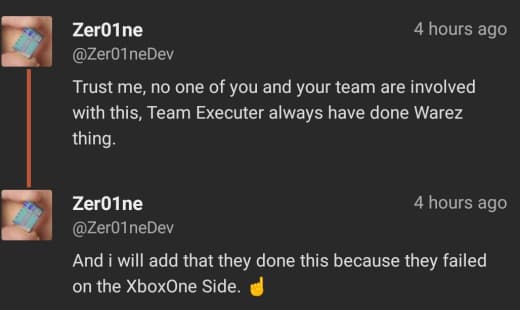 Zer01ne 4 hours ago
@Zer01neDev
Trust me, no one of you and your team are involved
with this, Team Executer always have done Warez
thing.
Zer01ne 4 hours ago
@Zer01neDev
And i will add that they done this because they failed
on the XboxOne Side. ☝️